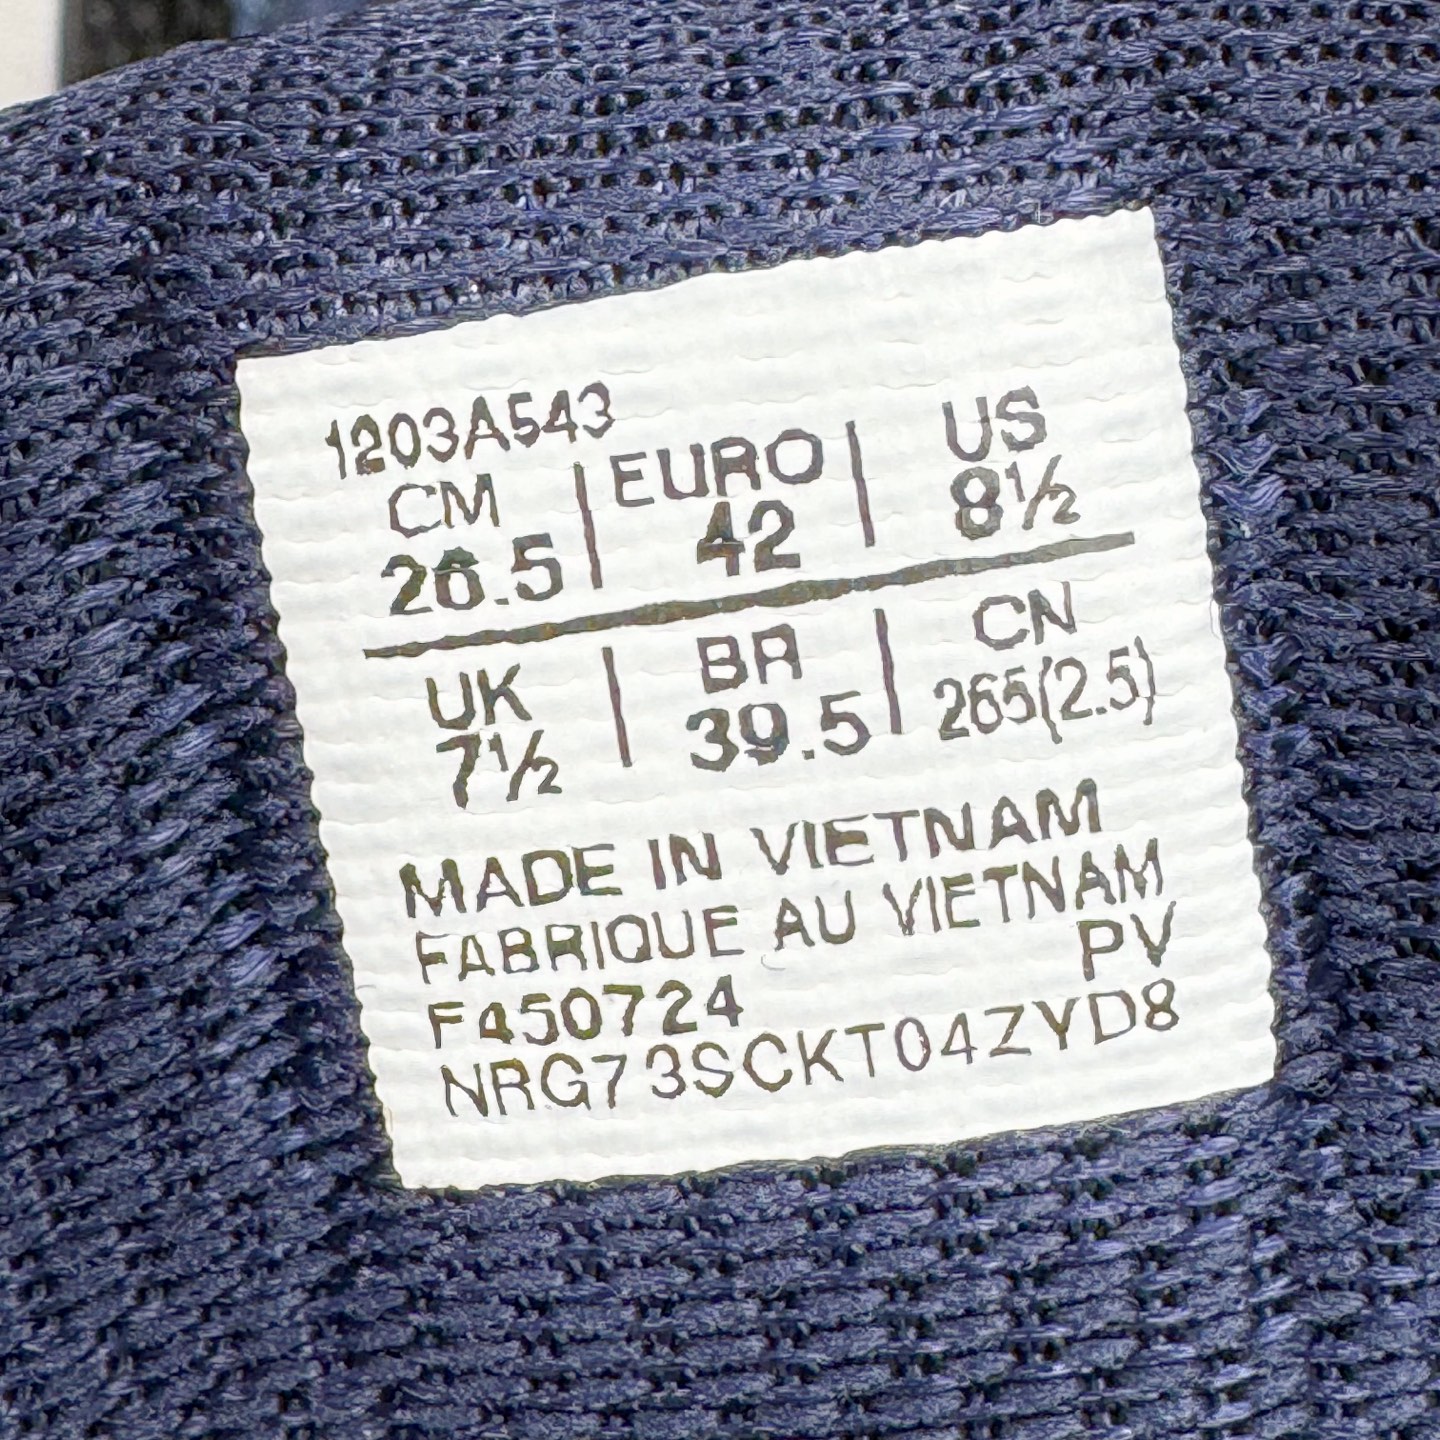 1203A543
CM | EURO | US
26.5 | 42 | 8½
UK | BR | CN
7½ | 39.5 | 265(2.5)
MADE IN VIETNAM
FABRIQUE AU VIETNAM
PV
F450724
NRG73SCKT04ZYD8